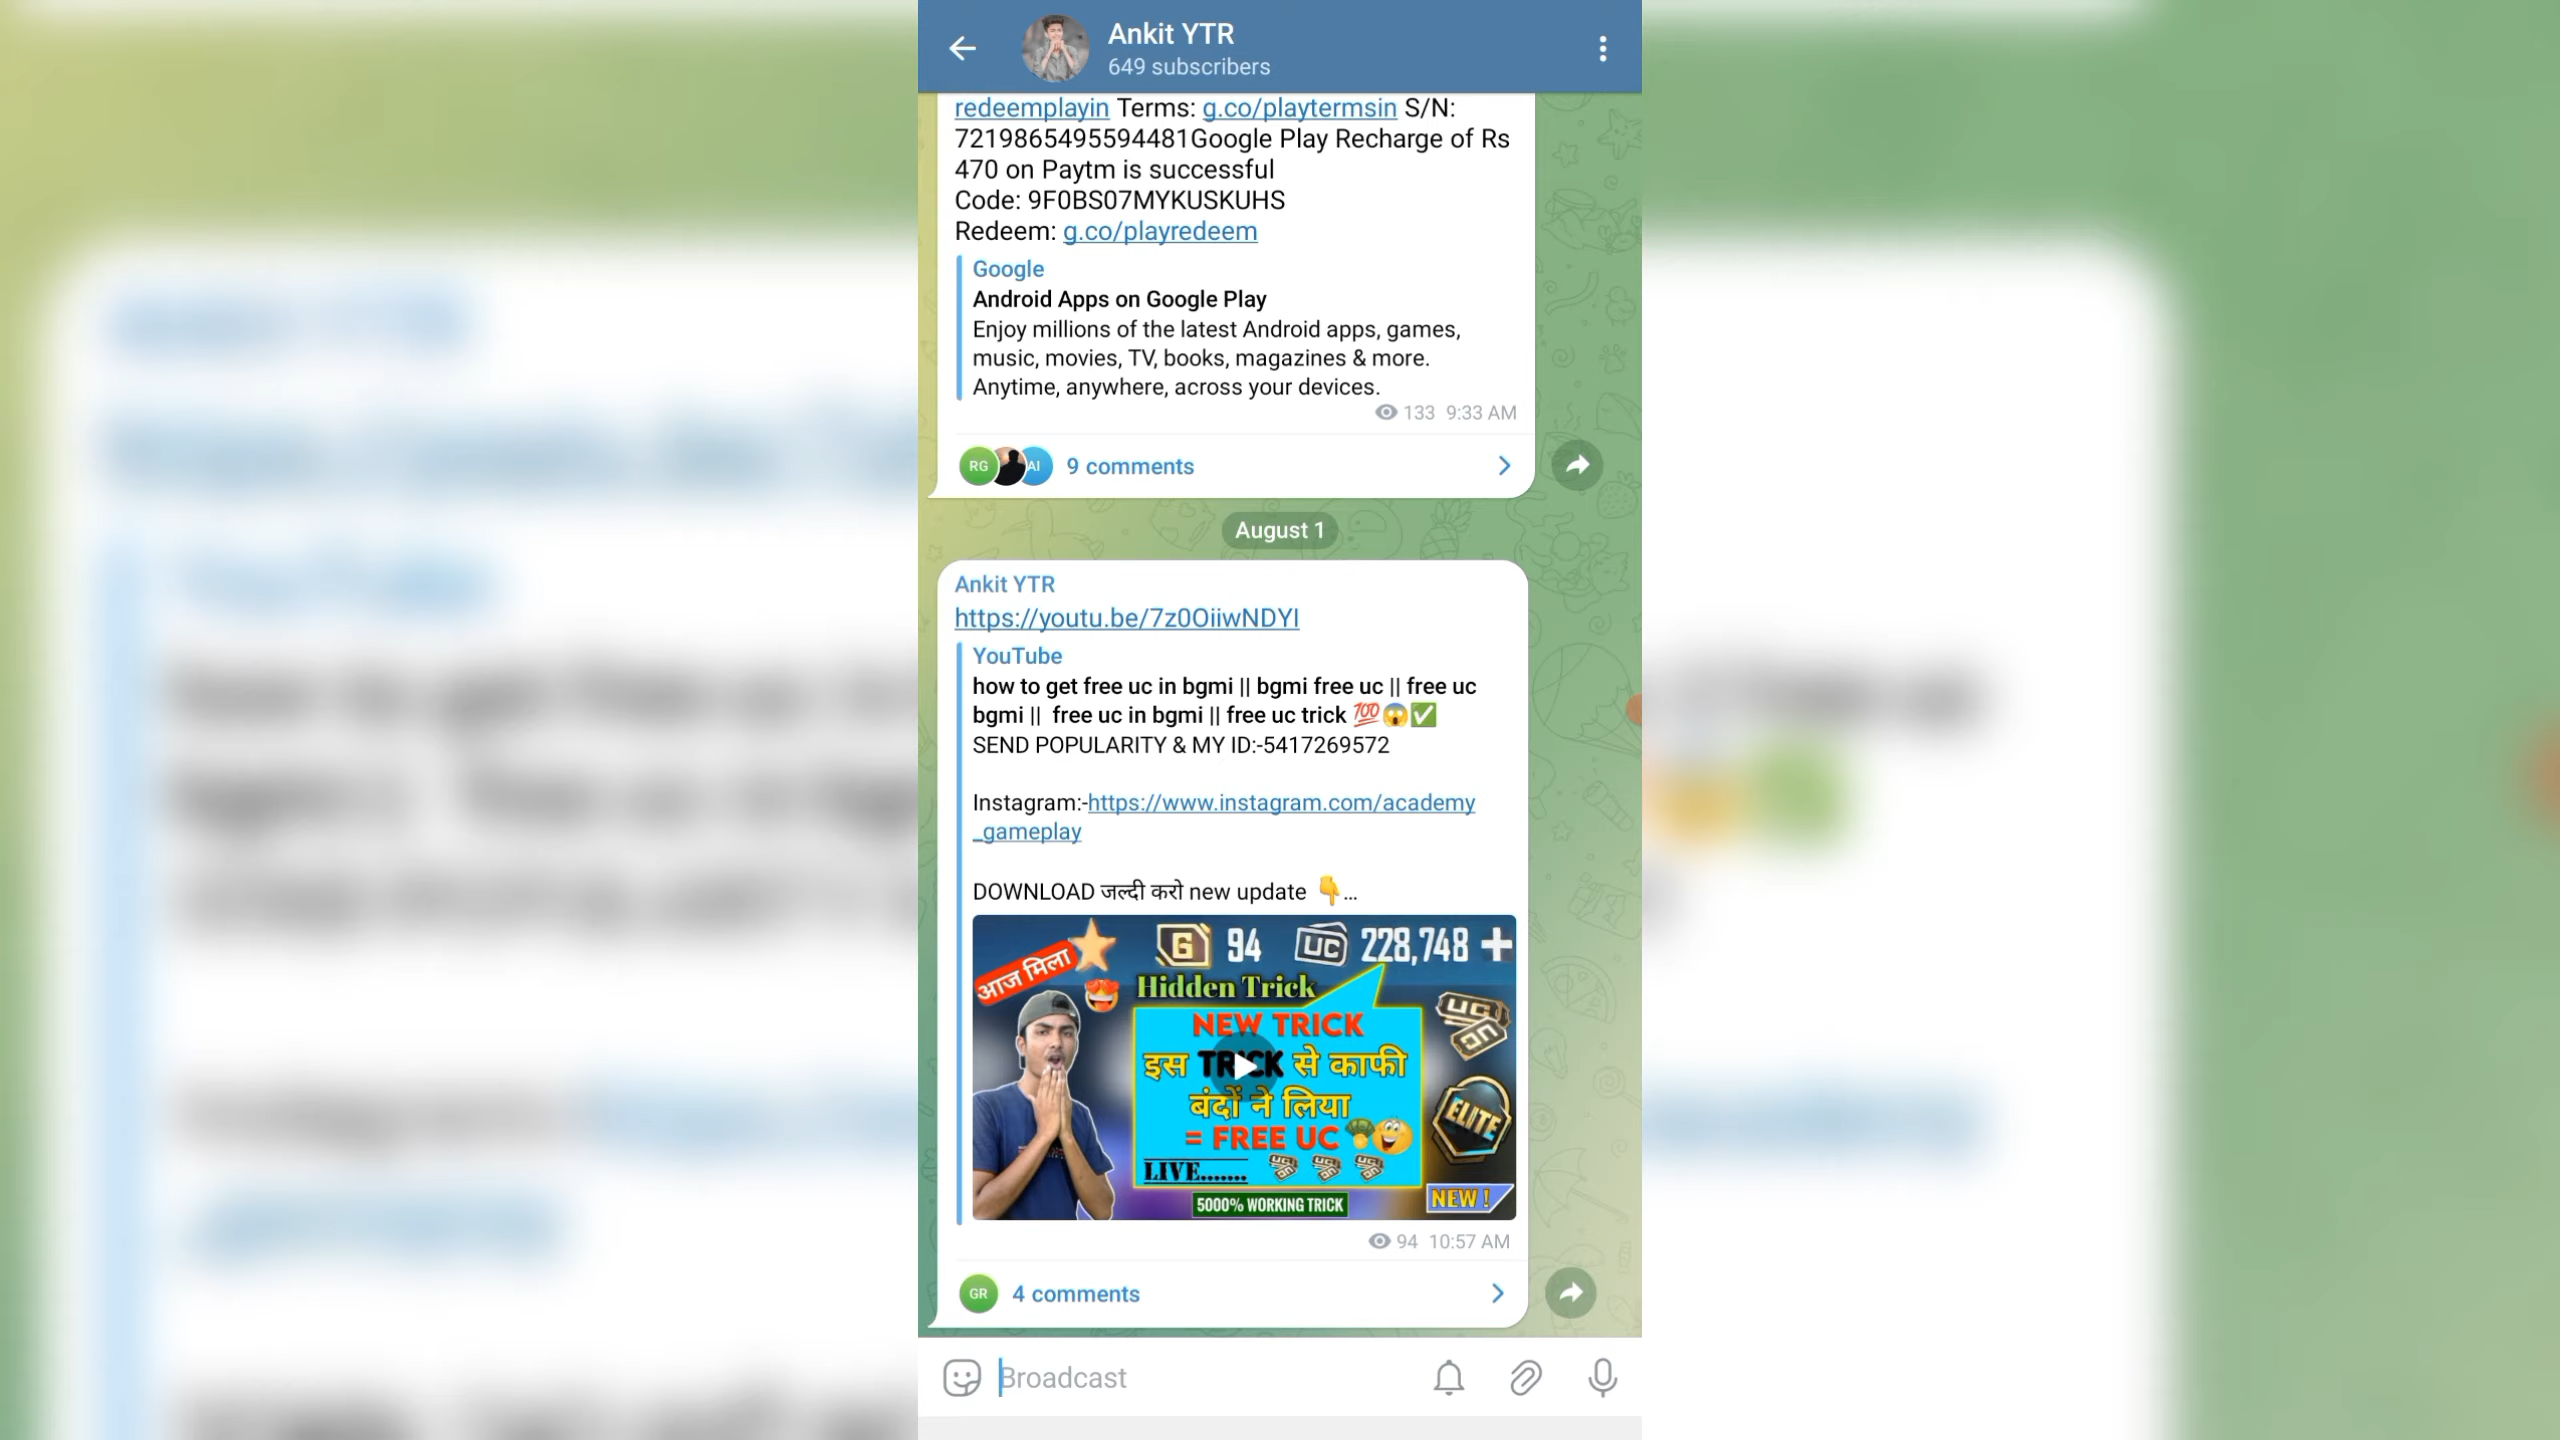 Ankit YTR
649 subscribers
redeemplayin Terms: g.co/playtermsin S/N:
7219865495594481Google Play Recharge of Rs
470 on Paytm is successful
Code: 9F0BS07MYKUSKUHS
Redeem: g.co/playredeem
Google
Android Apps on Google Play
Enjoy millions of the latest Android apps, games,
music, movies, TV, books, magazines & more.
Anytime, anywhere, across your devices.
133 9:33 AM
RG AI 9 comments
August 1
Ankit YTR
https://youtu.be/7z0OiiwNDYI
YouTube
how to get free uc in bgmi || bgmi free uc || free uc
bgmi || free uc in bgmi || free uc trick 💯😱✅
SEND POPULARITY & MY ID:-5417269572
Instagram:-https://www.instagram.com/academy
_gameplay
DOWNLOAD जल्दी करो new update 👇...
G 94 UC 228,748 +
आज मिला
Hidden Trick
NEW TRICK
इस TRICK से काफी
बंदों ने लिया
= FREE UC
ELITE
LIVE.......
NEW !
5000% WORKING TRICK
94 10:57 AM
GR 4 comments
Broadcast